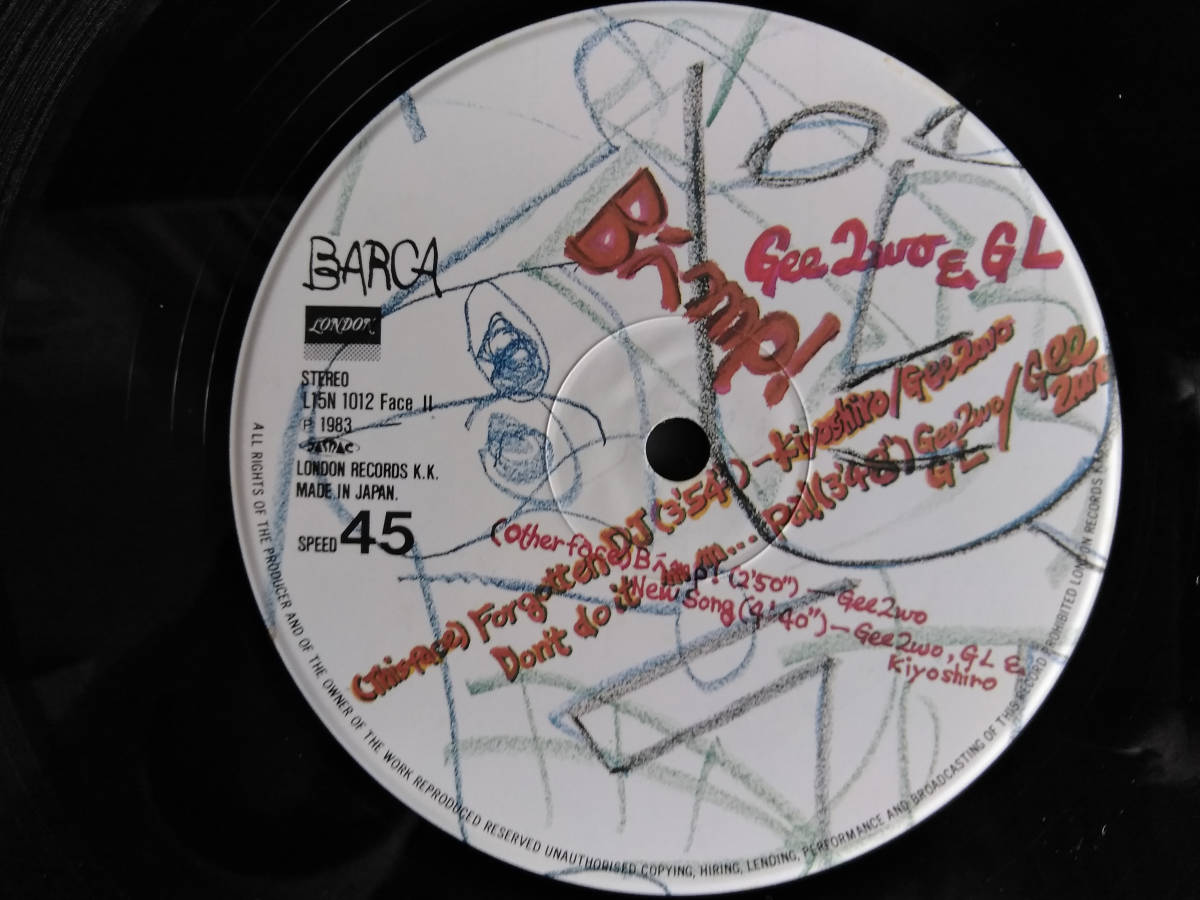 BARCA
LONDON
STEREO
L15N 1012 Face II
℗ 1983
LONDON RECORDS K.K.
MADE IN JAPAN.
SPEED 45
Gee2wo & GL
(This face) Forgotten DJ (3'54") — Kiyoshiro/Gee2wo
Don't do it Pal (3'48") Gee2wo/Gee2wo
GL
(Other face)
New Song (4'40") — Gee2wo, GL &
Kiyoshiro
(2'50") — Gee2wo
ALL RIGHTS OF THE PRODUCER AND OF THE OWNER OF THE WORK REPRODUCED RESERVED UNAUTHORISED COPYING, HIRING, LENDING, PERFORMANCE AND BROADCASTING OF THIS RECORD PROHIBITED LONDON RECORDS K.K.